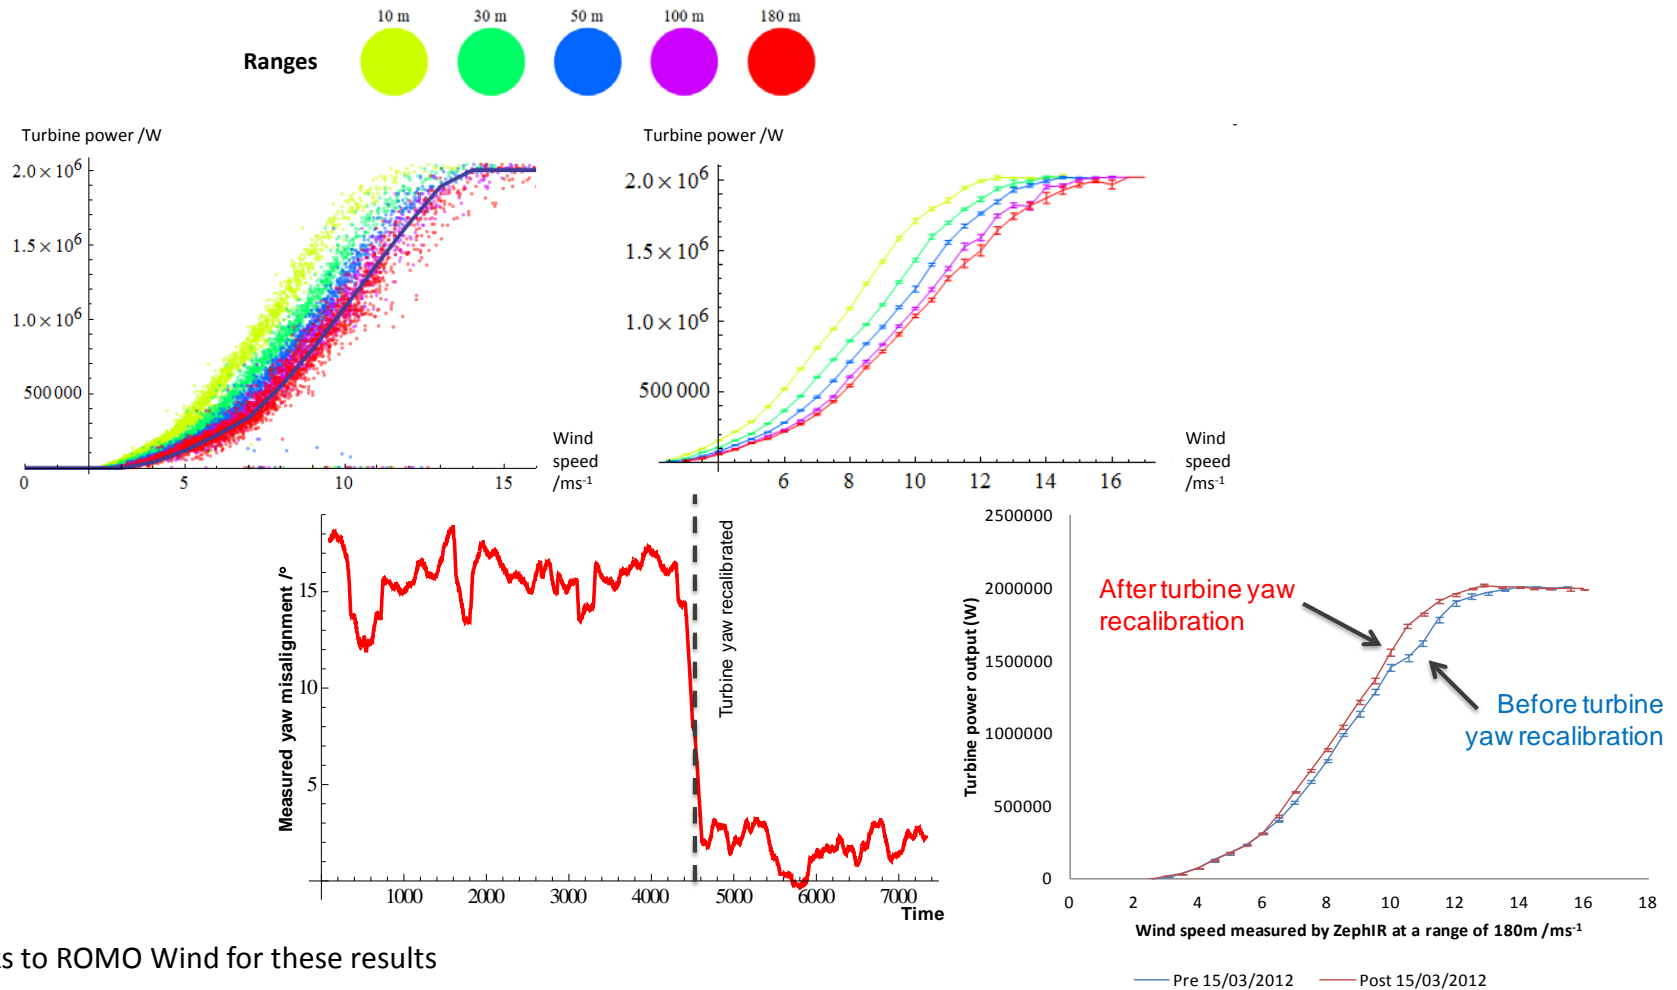 10 m 30 m 50 m 100 m 180 m
Ranges
Turbine power /W
2.0 × 10⁶
1.5 × 10⁶
1.0 × 10⁶
500 000
0 5 10 15
Wind
speed
/ms⁻¹
Turbine power /W
2.0 × 10⁶
1.5 × 10⁶
1.0 × 10⁶
500 000
6 8 10 12 14 16
Wind
speed
/ms⁻¹
Measured yaw misalignment /°
15
10
5
1000 2000 3000 4000 5000 6000 7000
Time
Turbine yaw recalibrated
Turbine power output (W)
2500000
2000000
1500000
1000000
500000
0
0 2 4 6 8 10 12 14 16 18
After turbine yaw
recalibration
Before turbine
yaw recalibration
Wind speed measured by ZephIR at a range of 180m /ms⁻¹
Pre 15/03/2012 Post 15/03/2012
s to ROMO Wind for these results